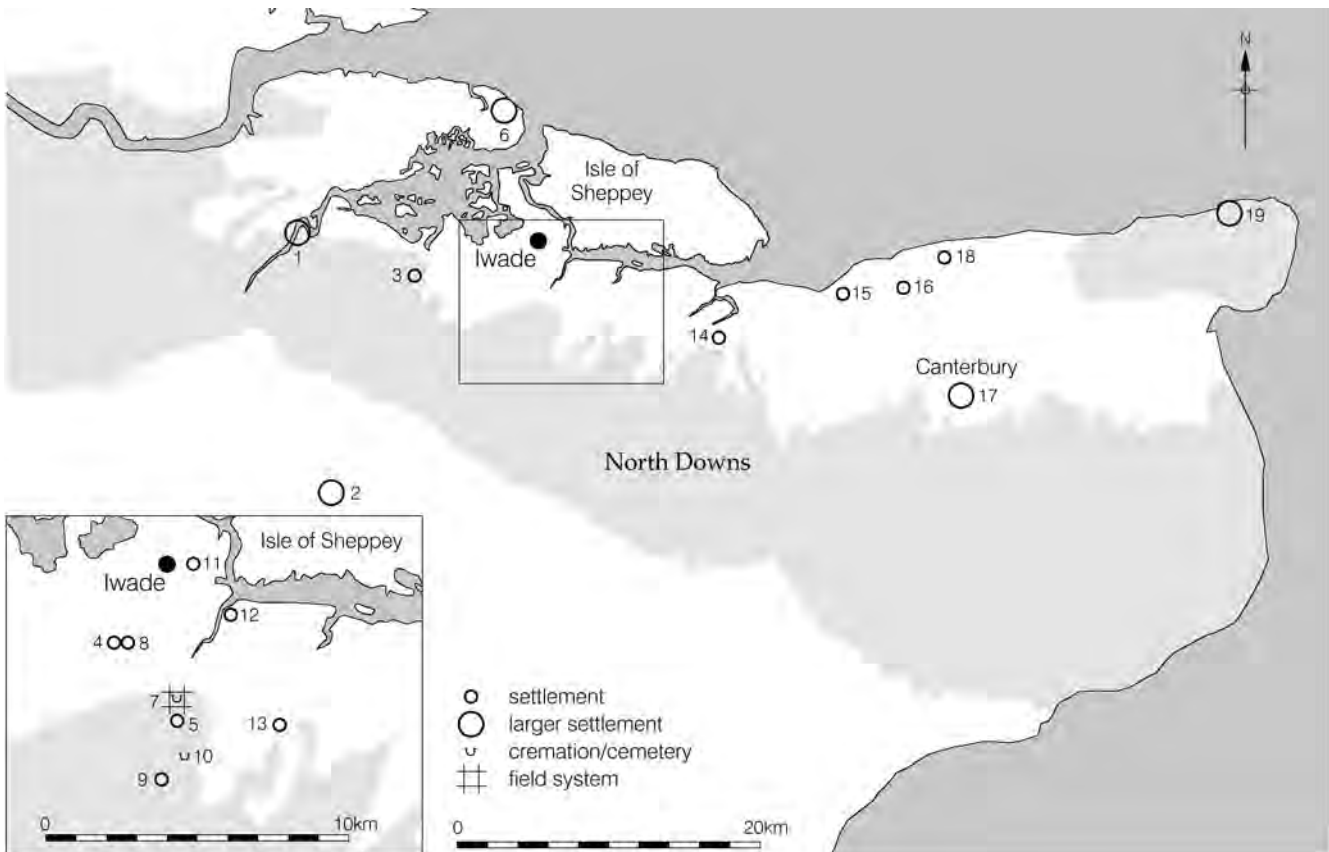 N
6
Isle of
Sheppey
19
1
Iwade
3
18
15
16
14
Canterbury
17
North Downs
2
Isle of Sheppey
11
Iwade
12
4
8
7
5
13
10
9
settlement
larger settlement
cremation/cemetery
field system
0
10km
0
20km